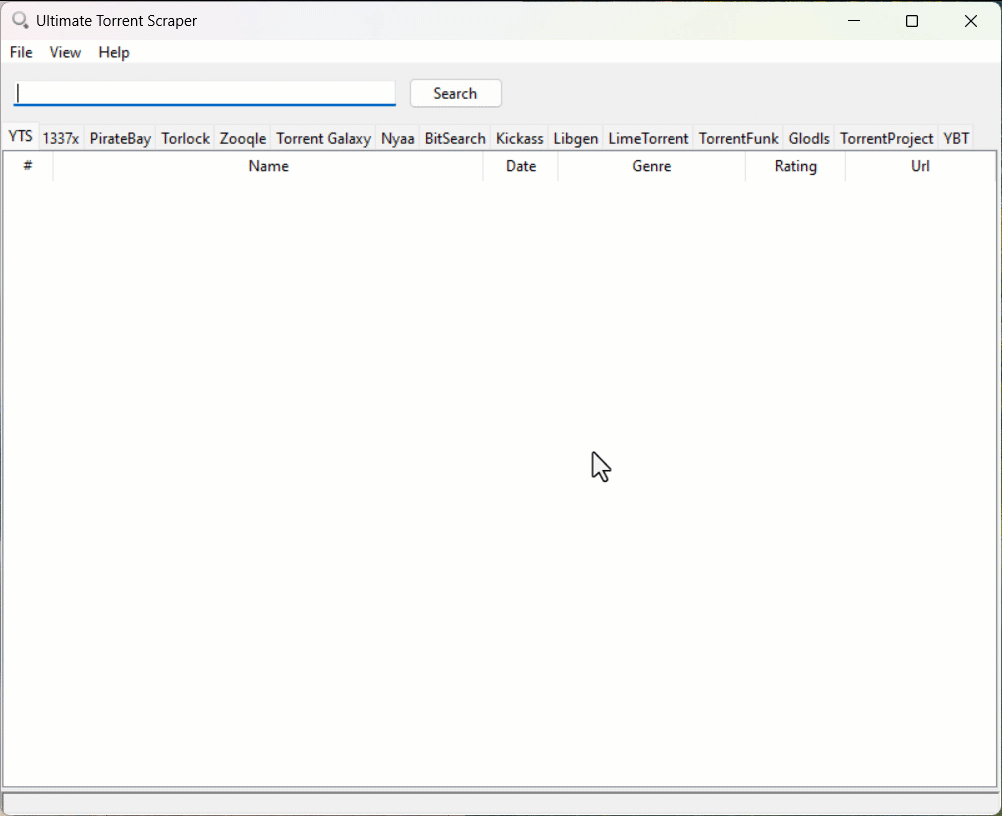 Ultimate Torrent Scraper
File View Help
Search
YTS 1337x PirateBay Torlock Zooqle Torrent Galaxy Nyaa BitSearch Kickass Libgen LimeTorrent TorrentFunk Glodls TorrentProject YBT
# Name Date Genre Rating Url